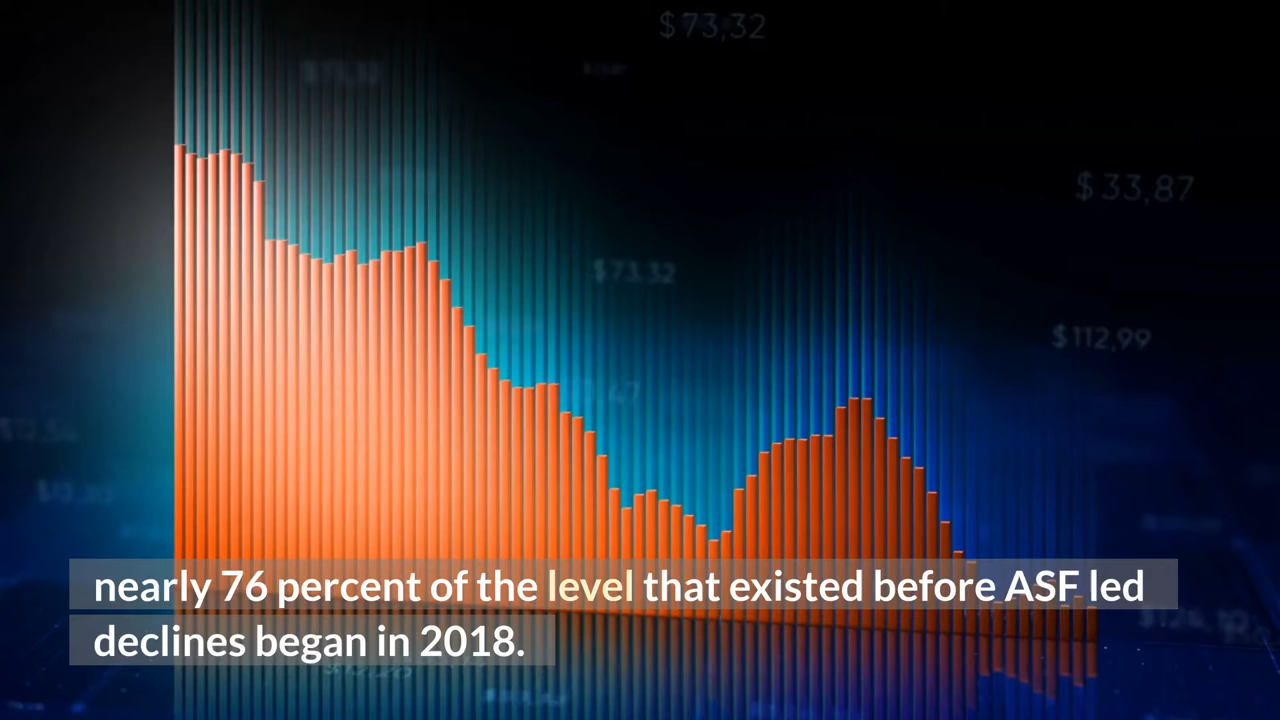 $73,32
$33,87
$73,32
$112,99
nearly 76 percent of the level that existed before ASF led
declines began in 2018.